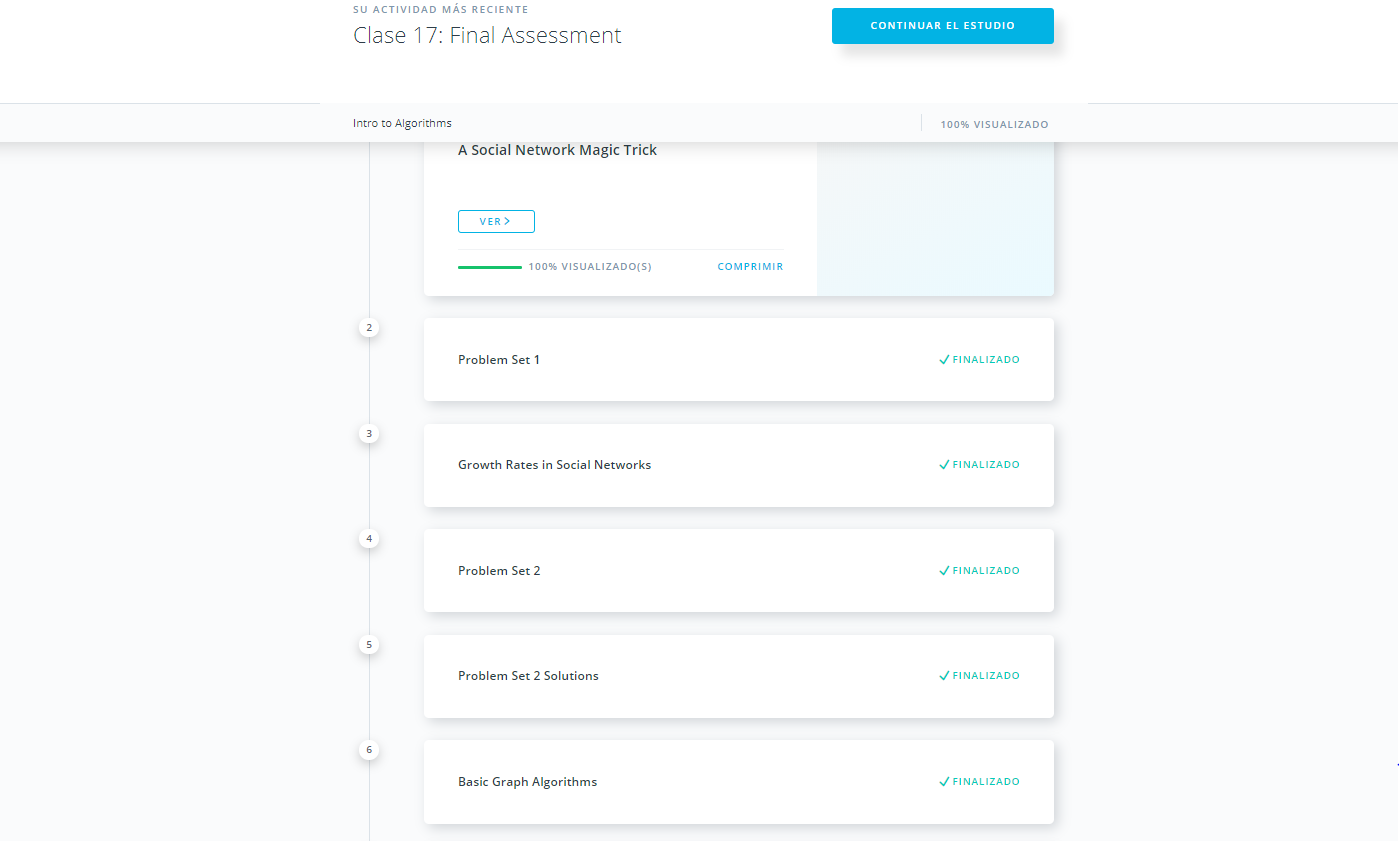 SU ACTIVIDAD MÁS RECIENTE
Clase 17: Final Assessment
CONTINUAR EL ESTUDIO
Intro to Algorithms
100% VISUALIZADO
A Social Network Magic Trick
VER
100% VISUALIZADO(S)
COMPRIMIR
2
Problem Set 1
FINALIZADO
3
Growth Rates in Social Networks
FINALIZADO
4
Problem Set 2
FINALIZADO
5
Problem Set 2 Solutions
FINALIZADO
6
Basic Graph Algorithms
FINALIZADO